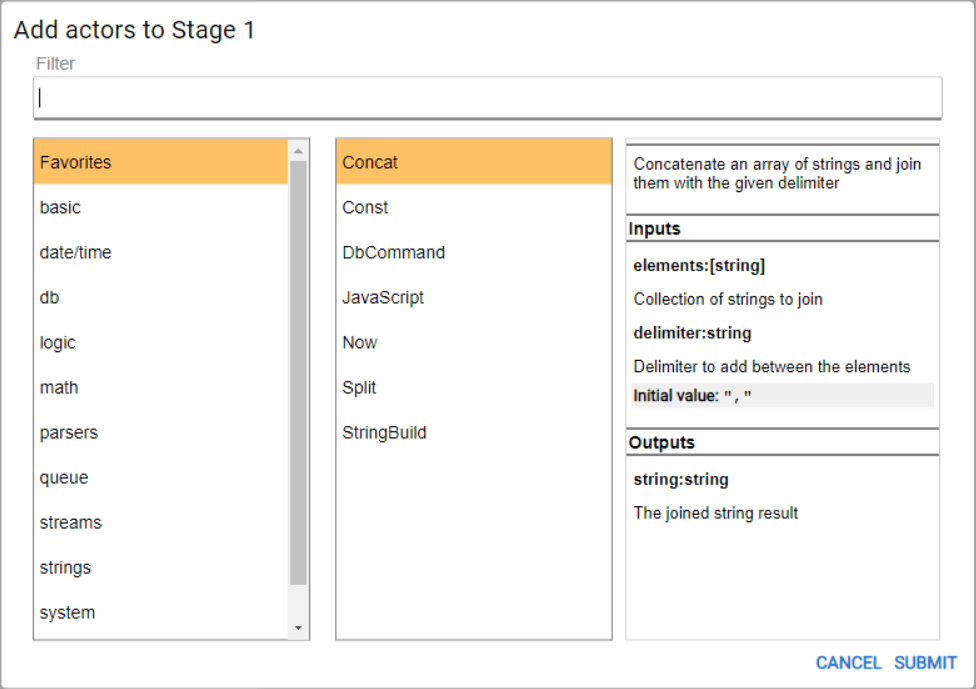 Add actors to Stage 1
Filter
Favorites
basic
date/time
db
logic
math
parsers
queue
streams
strings
system
Concat
Const
DbCommand
JavaScript
Now
Split
StringBuild
Concatenate an array of strings and join
them with the given delimiter
Inputs
elements:[string]
Collection of strings to join
delimiter:string
Delimiter to add between the elements
Initial value: ","
Outputs
string:string
The joined string result
CANCEL SUBMIT